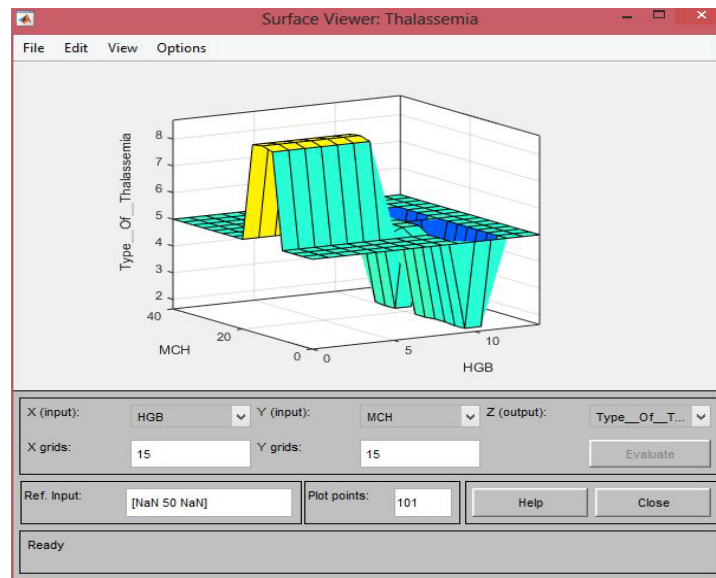 Surface Viewer: Thalassemia
File Edit View Options
Type__Of__Thalassemia
8
7
6
5
4
3
2
40
20
0
MCH
0
5
10
HGB
X (input): HGB Y (input): MCH Z (output): Type__Of__T...
X grids: 15 Y grids: 15 Evaluate
Ref. Input: [NaN 50 NaN] Plot points: 101 Help Close
Ready